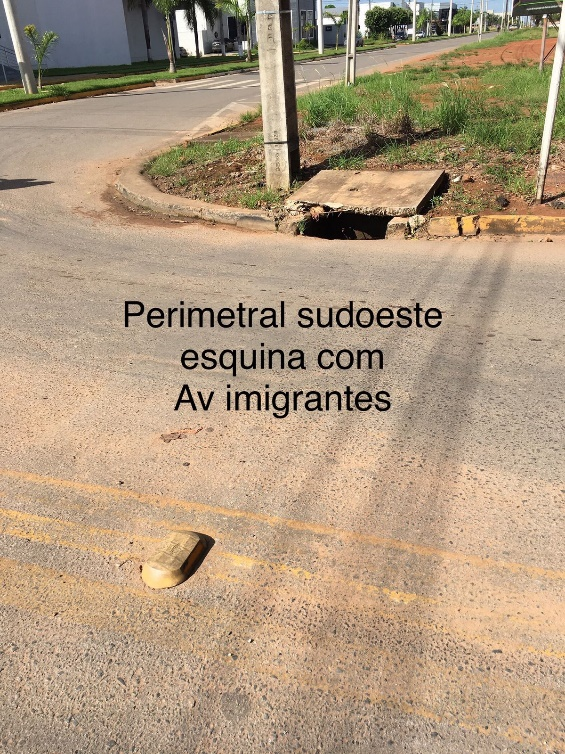 Perimetral sudoeste
esquina com
Av imigrantes